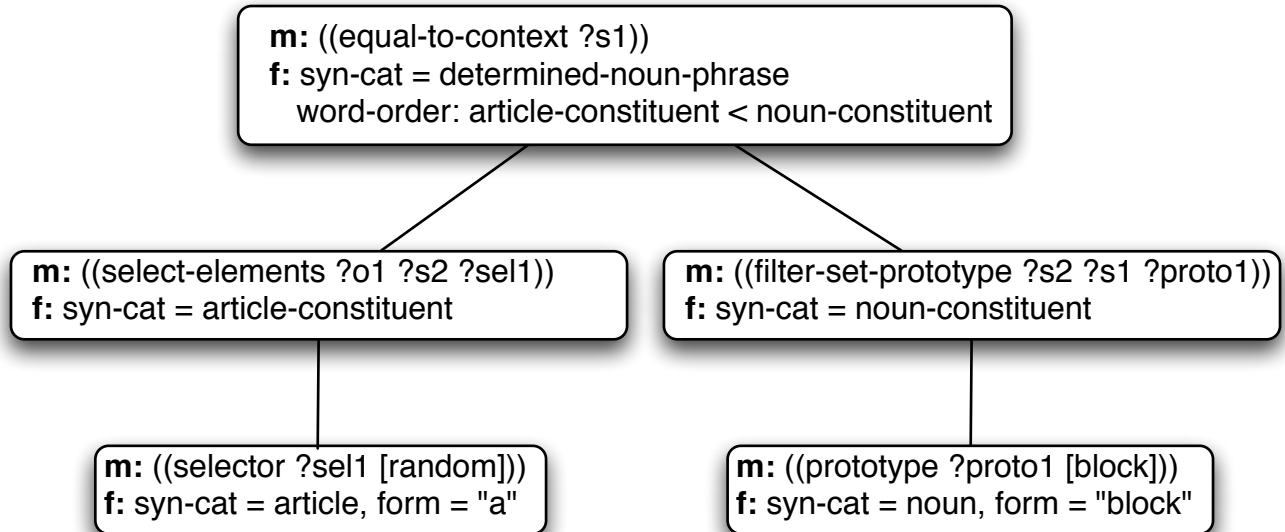 m: ((equal-to-context ?s1))
f: syn-cat = determined-noun-phrase
word-order: article-constituent < noun-constituent
m: ((select-elements ?o1 ?s2 ?sel1))
f: syn-cat = article-constituent
m: ((filter-set-prototype ?s2 ?s1 ?proto1))
f: syn-cat = noun-constituent
m: ((selector ?sel1 [random]))
f: syn-cat = article, form = "a"
m: ((prototype ?proto1 [block]))
f: syn-cat = noun, form = "block"